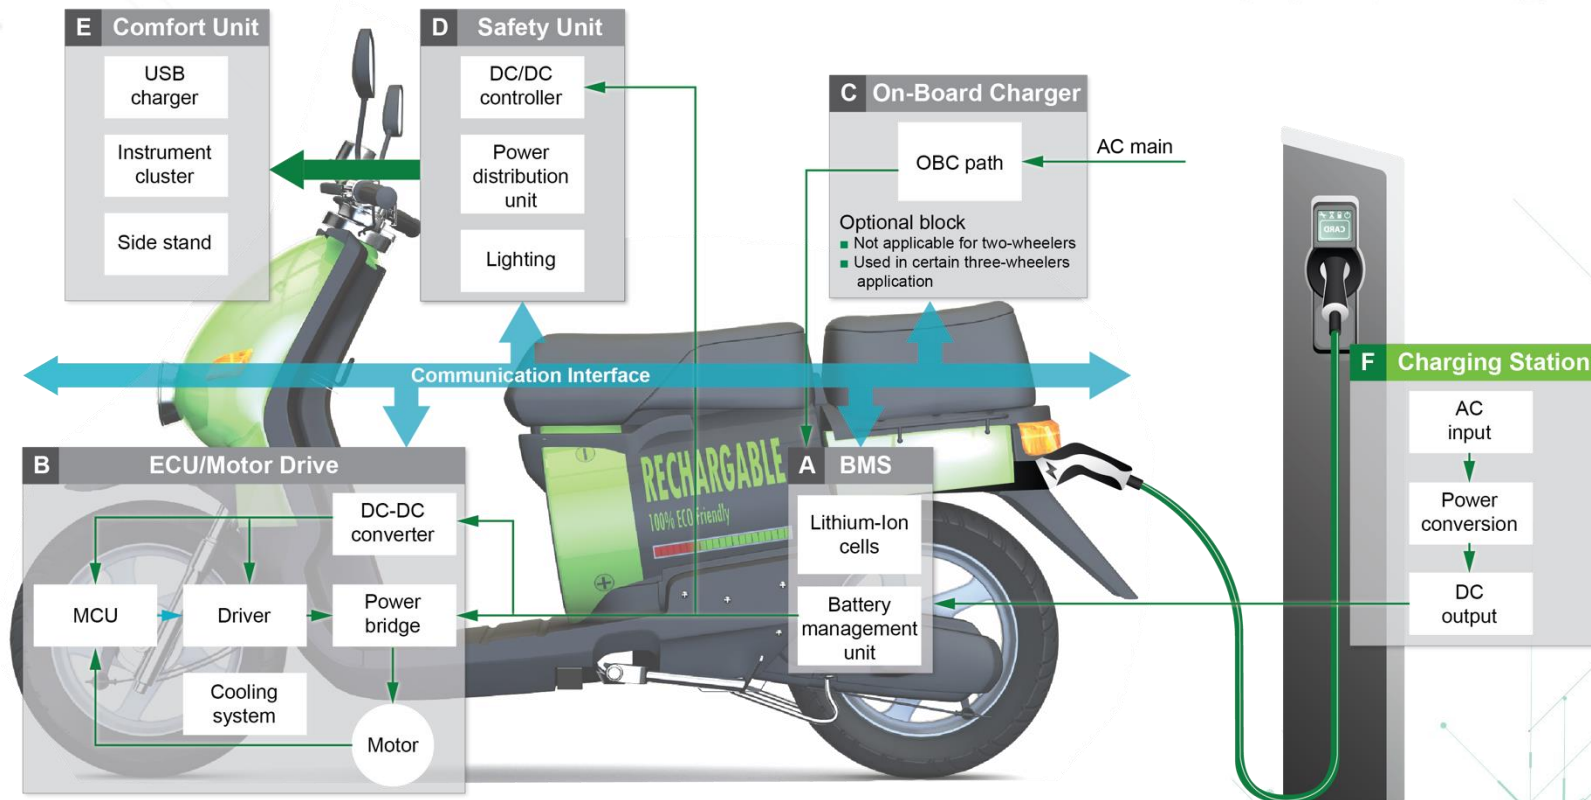 E Comfort Unit
USB
charger
Instrument
cluster
Side stand
D Safety Unit
DC/DC
controller
Power
distribution
unit
Lighting
C On-Board Charger
OBC path
AC main
Optional block
Not applicable for two-wheelers
Used in certain three-wheelers
application
CARD
Communication Interface
F Charging Station
AC
input
Power
conversion
DC
output
B ECU/Motor Drive
DC-DC
converter
MCU
Driver
Power
bridge
Cooling
system
Motor
RECHARGABLE
100% ECO Friendly
A BMS
Lithium-Ion
cells
Battery
management
unit